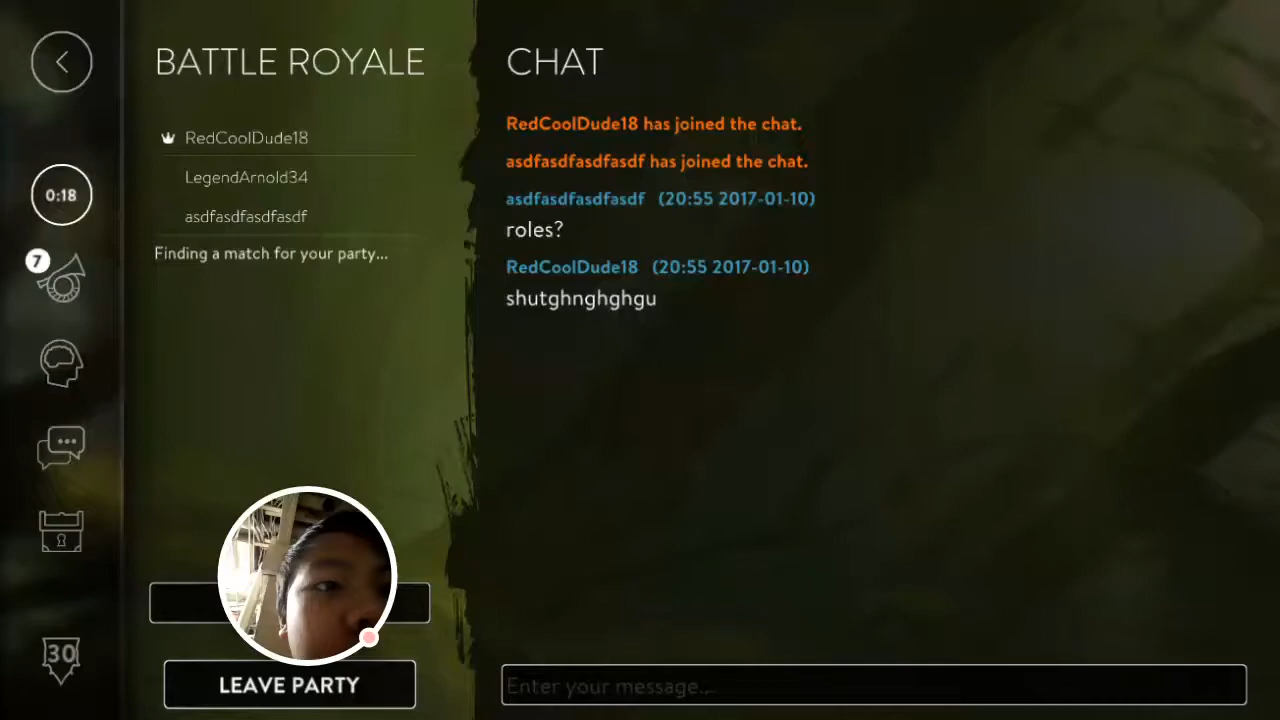 BATTLE ROYALE
RedCoolDude18
LegendArnold34
asdfasdfasdfasdf
Finding a match for your party...
0:18
7
30
LEAVE PARTY
CHAT
RedCoolDude18 has joined the chat.
asdfasdfasdfasdf has joined the chat.
asdfasdfasdfasdf (20:55 2017-01-10)
roles?
RedCoolDude18 (20:55 2017-01-10)
shutghnghghgu
Enter your message...